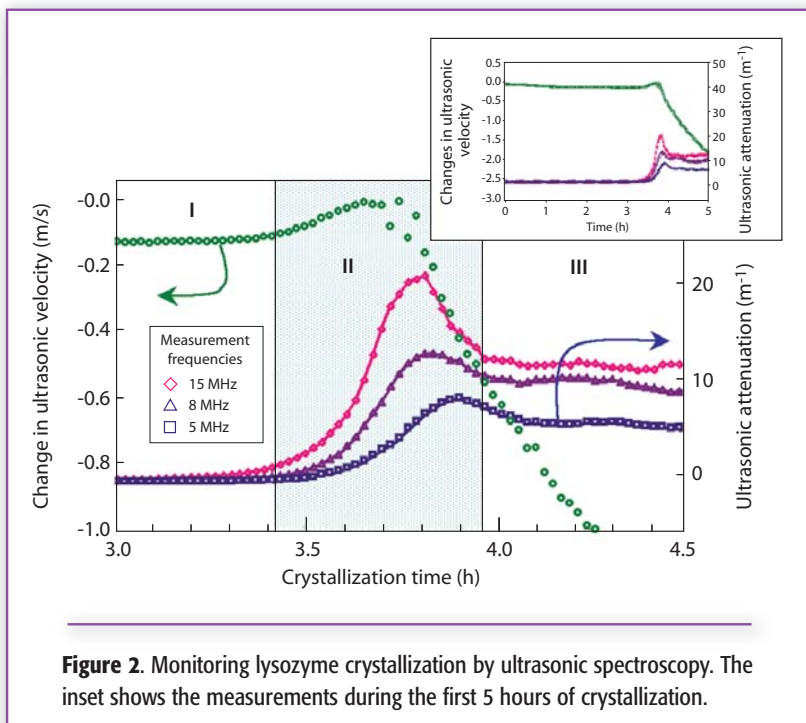 Changes in ultrasonic
velocity
0.5
0.0
-0.5
-1.0
-1.5
-2.0
-2.5
-3.0
0 1 2 3 4 5
Time (h)
50
40
30
20
10
0
Ultrasonic attenuation (m⁻¹)
Change in ultrasonic velocity (m/s)
-0.0
-0.2
-0.4
-0.6
-0.8
-1.0
I
II
III
Measurement
frequencies
15 MHz
8 MHz
5 MHz
20
10
0
Ultrasonic attenuation (m⁻¹)
3.0 3.5 4.0 4.5
Crystallization time (h)
Figure 2. Monitoring lysozyme crystallization by ultrasonic spectroscopy. The
inset shows the measurements during the first 5 hours of crystallization.